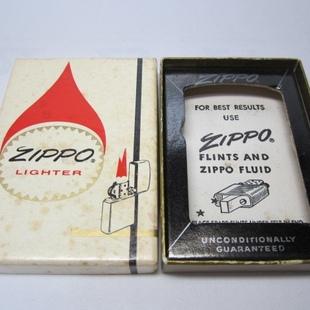 ZIPPO
LIGHTER
ZIPPO
FOR BEST RESULTS
USE
ZIPPO
FLINTS AND
ZIPPO FLUID
UNCONDITIONALLY
GUARANTEED